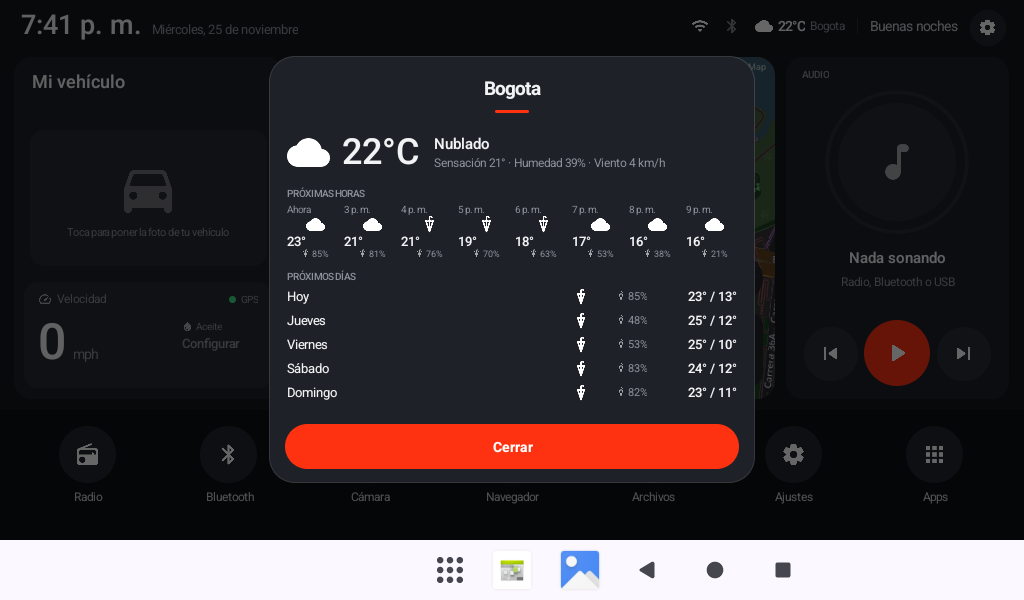 7:41 p. m. Miércoles, 25 de noviembre
22°C Bogota Buenas noches
Mi vehículo
Map
AUDIO
Bogota
22°C
Nublado
Sensación 21° · Humedad 39% · Viento 4 km/h
Toca para poner la foto de tu vehículo
PRÓXIMAS HORAS
Ahora 3 p. m. 4 p. m. 5 p. m. 6 p. m. 7 p. m. 8 p. m. 9 p. m.
23° 21° 21° 19° 18° 17° 16° 16°
85% 81% 76% 70% 63% 53% 38% 21%
PRÓXIMOS DÍAS
Hoy 85% 23° / 13°
Jueves 48% 25° / 12°
Viernes 53% 25° / 10°
Sábado 83% 24° / 12°
Domingo 82% 23° / 11°
Cerrar
Nada sonando
Radio, Bluetooth o USB
Velocidad GPS
0 mph
Aceite
Configurar
Carrera 36A
Radio Bluetooth Cámara Navegador Archivos Ajustes Apps